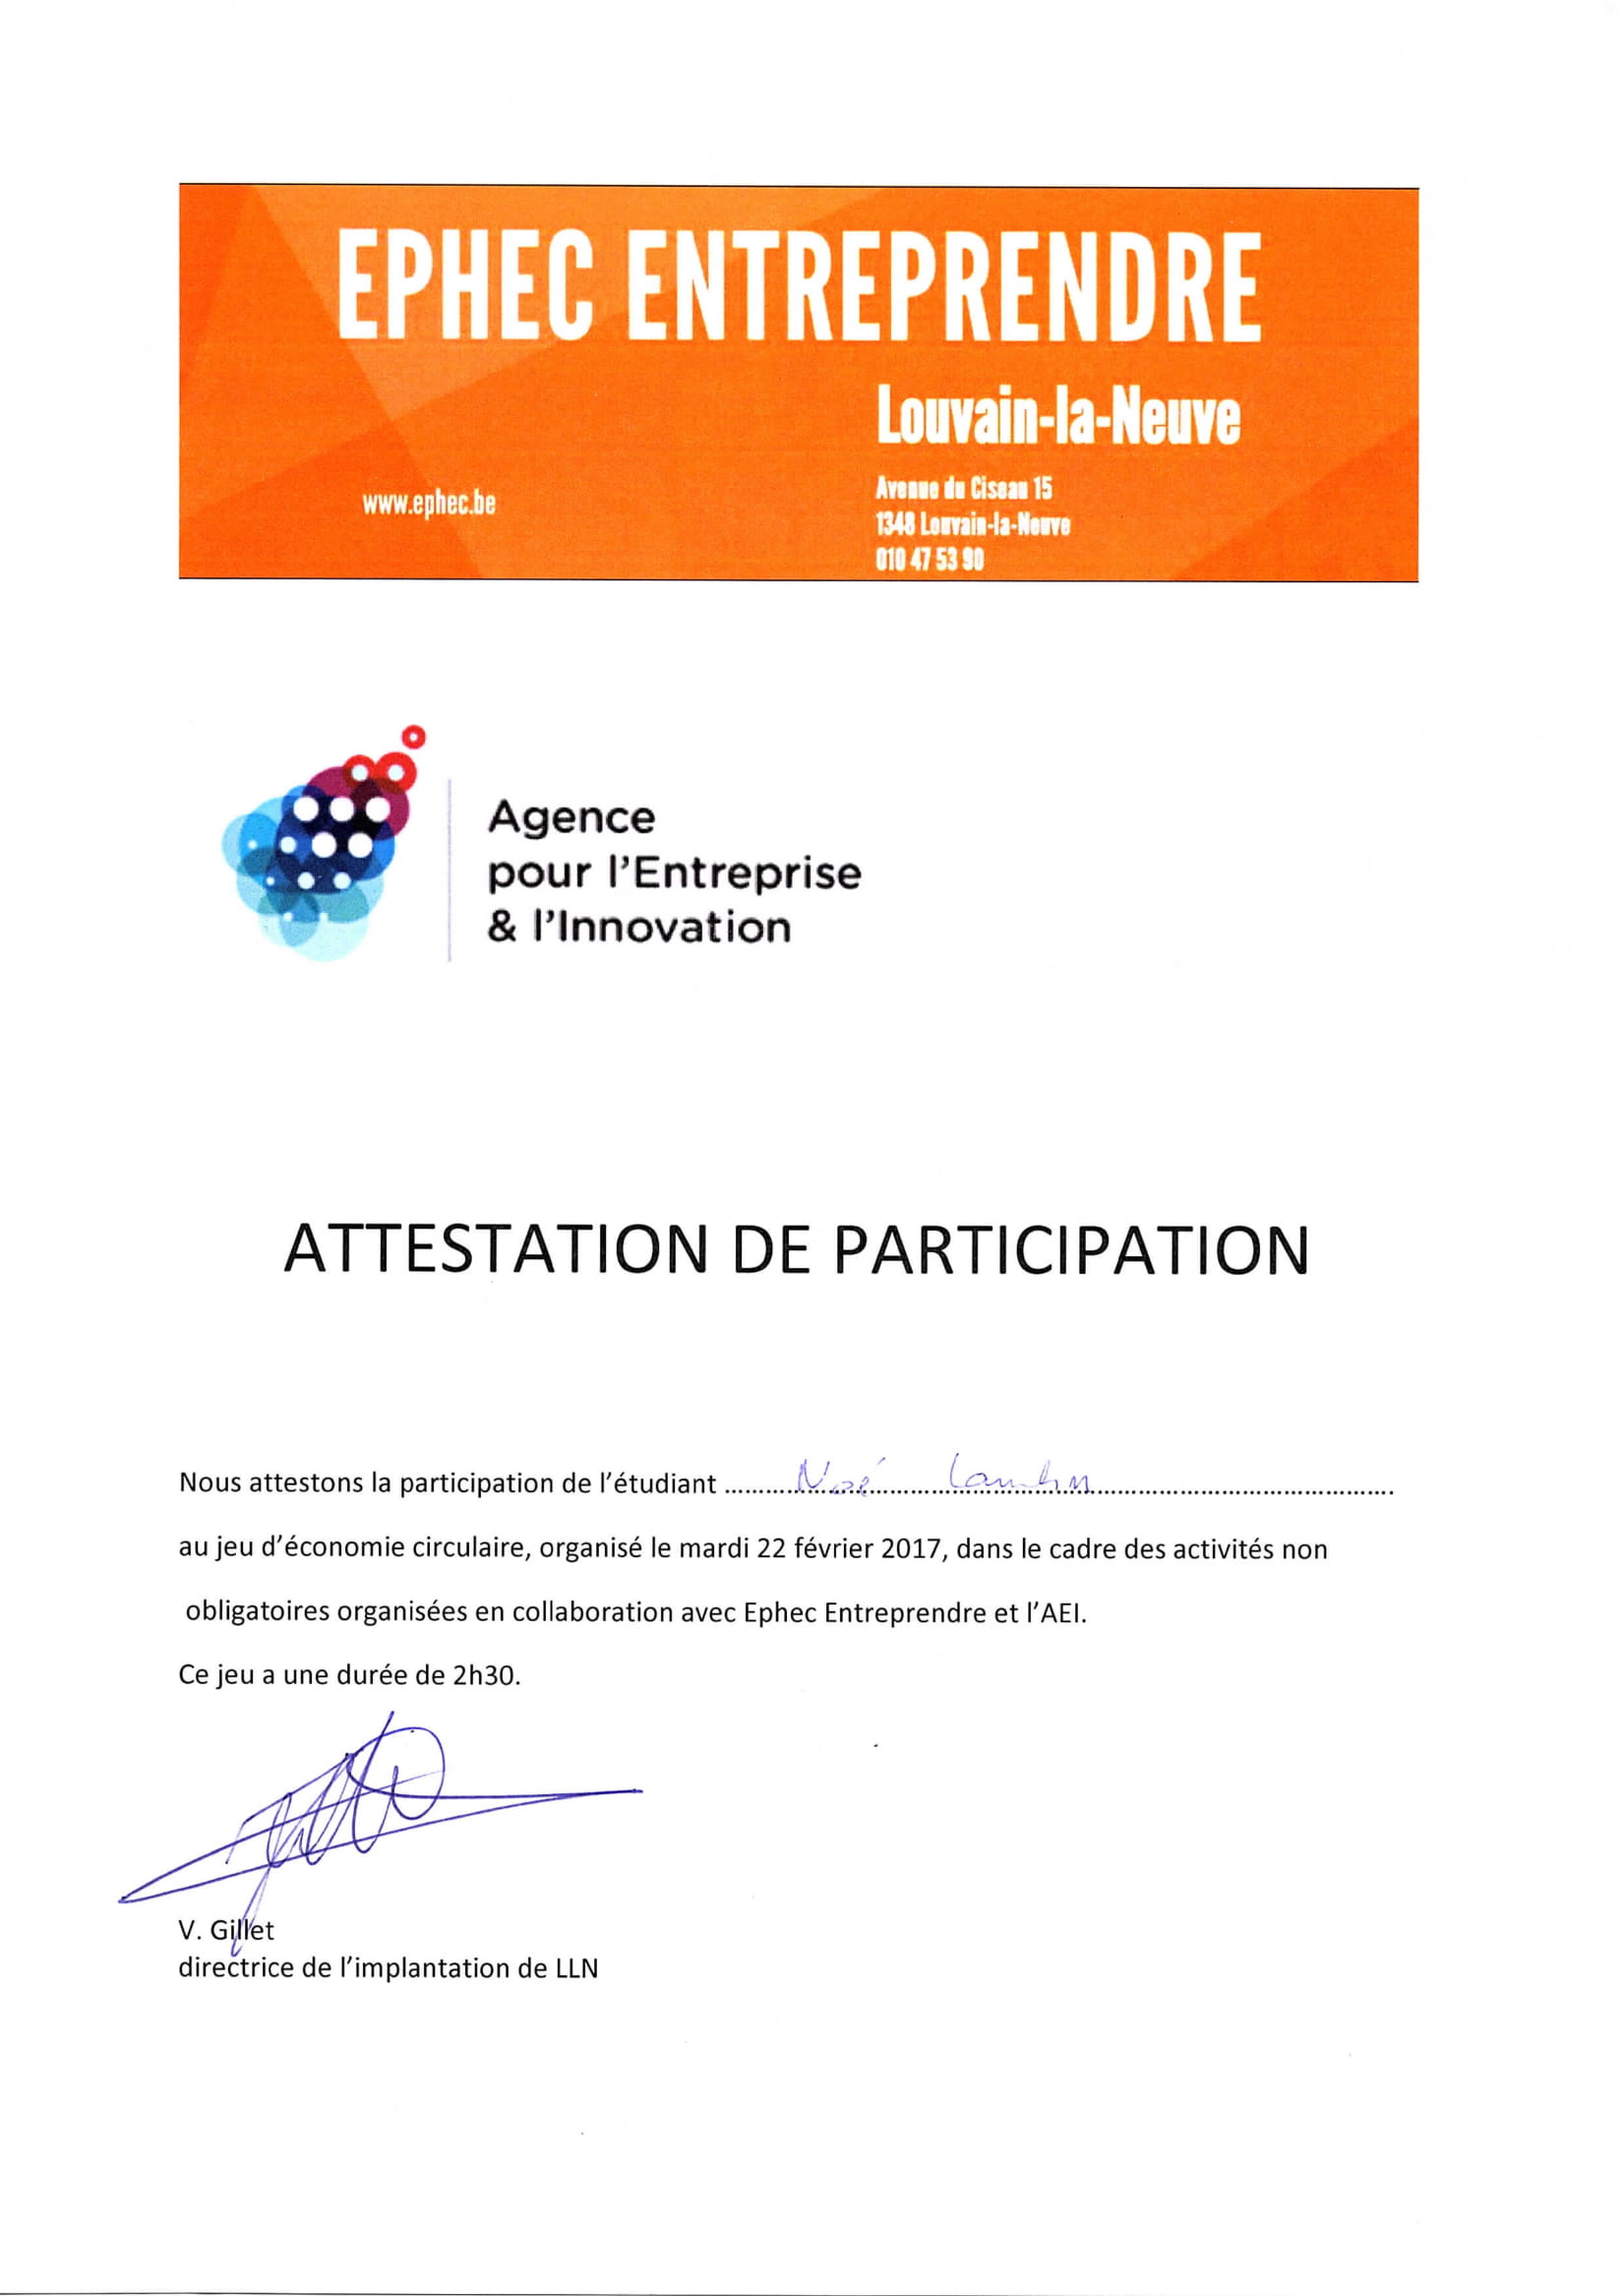 EPHEC ENTREPRENDRE
Louvain-la-Neuve
www.ephec.be
Avenue du Ciseau 15
1348 Louvain-la-Neuve
010 47 53 90
Agence
pour l'Entreprise
& l'Innovation
ATTESTATION DE PARTICIPATION
Nous attestons la participation de l'étudiant ........ Noé ........
au jeu d'économie circulaire, organisé le mardi 22 février 2017, dans le cadre des activités non
obligatoires organisées en collaboration avec Ephec Entreprendre et l'AEI.
Ce jeu a une durée de 2h30.
V. Gillet
directrice de l'implantation de LLN